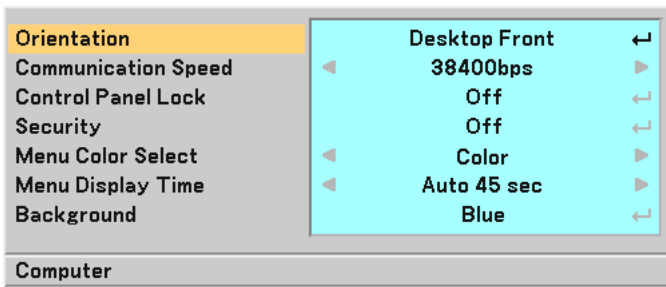 Orientation Desktop Front
Communication Speed 38400bps
Control Panel Lock Off
Security Off
Menu Color Select Color
Menu Display Time Auto 45 sec
Background Blue
Computer